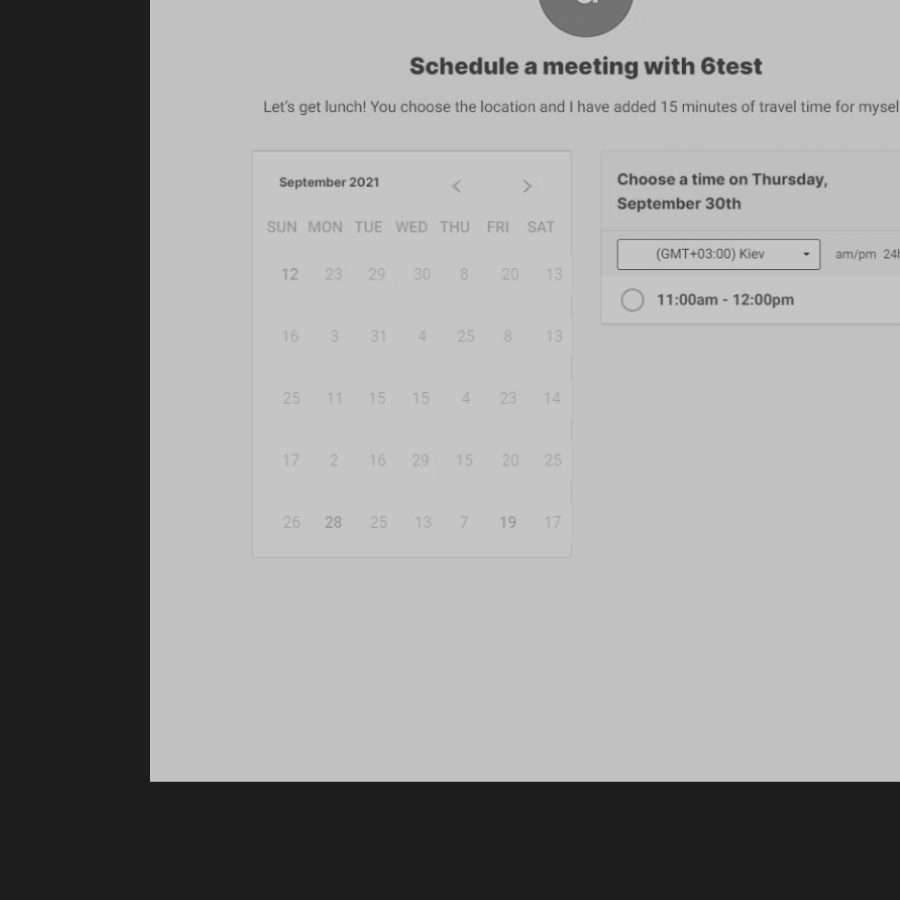 Schedule a meeting with 6test
Let's get lunch! You choose the location and I have added 15 minutes of travel time for
September 2021
SUN MON TUE WED THU FRI SAT
12 23 29 30 8 20 13
16 3 31 4 25 8 13
25 11 15 15 4 23 14
17 2 16 29 15 20 25
26 28 25 13 7 19 17
Choose a time on Thursday,
September 30th
(GMT+03:00) Kiev am/pm
11:00am - 12:00pm